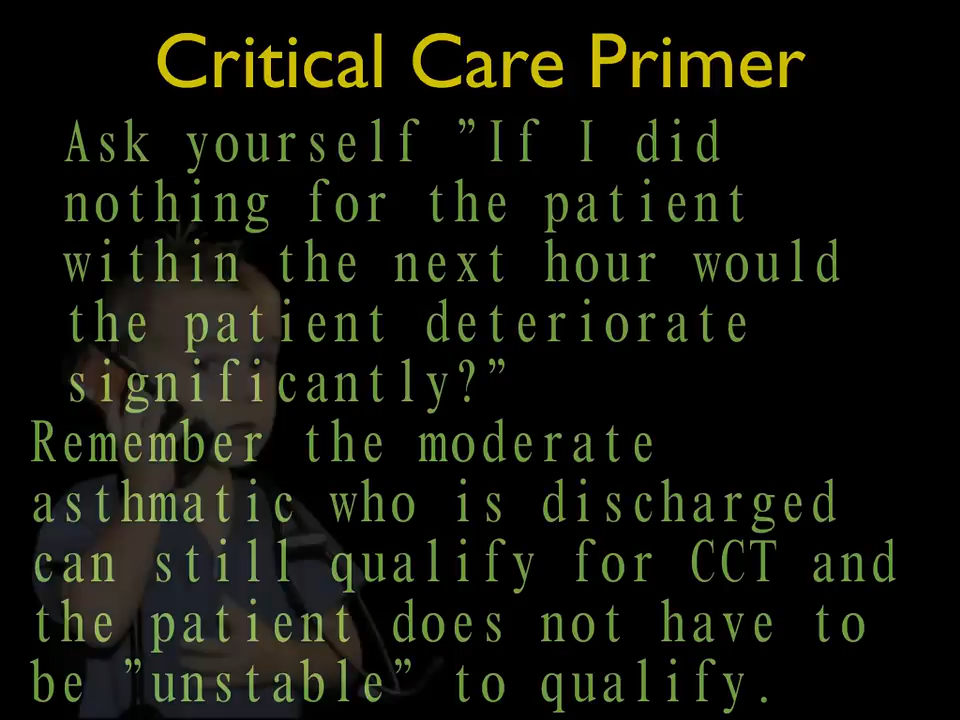 Critical Care Primer
Ask yourself ”If I did
nothing for the patient
within the next hour would
the patient deteriorate
significantly?”
Remember the moderate
asthmatic who is discharged
can still qualify for CCT and
the patient does not have to
be ”unstable” to qualify.